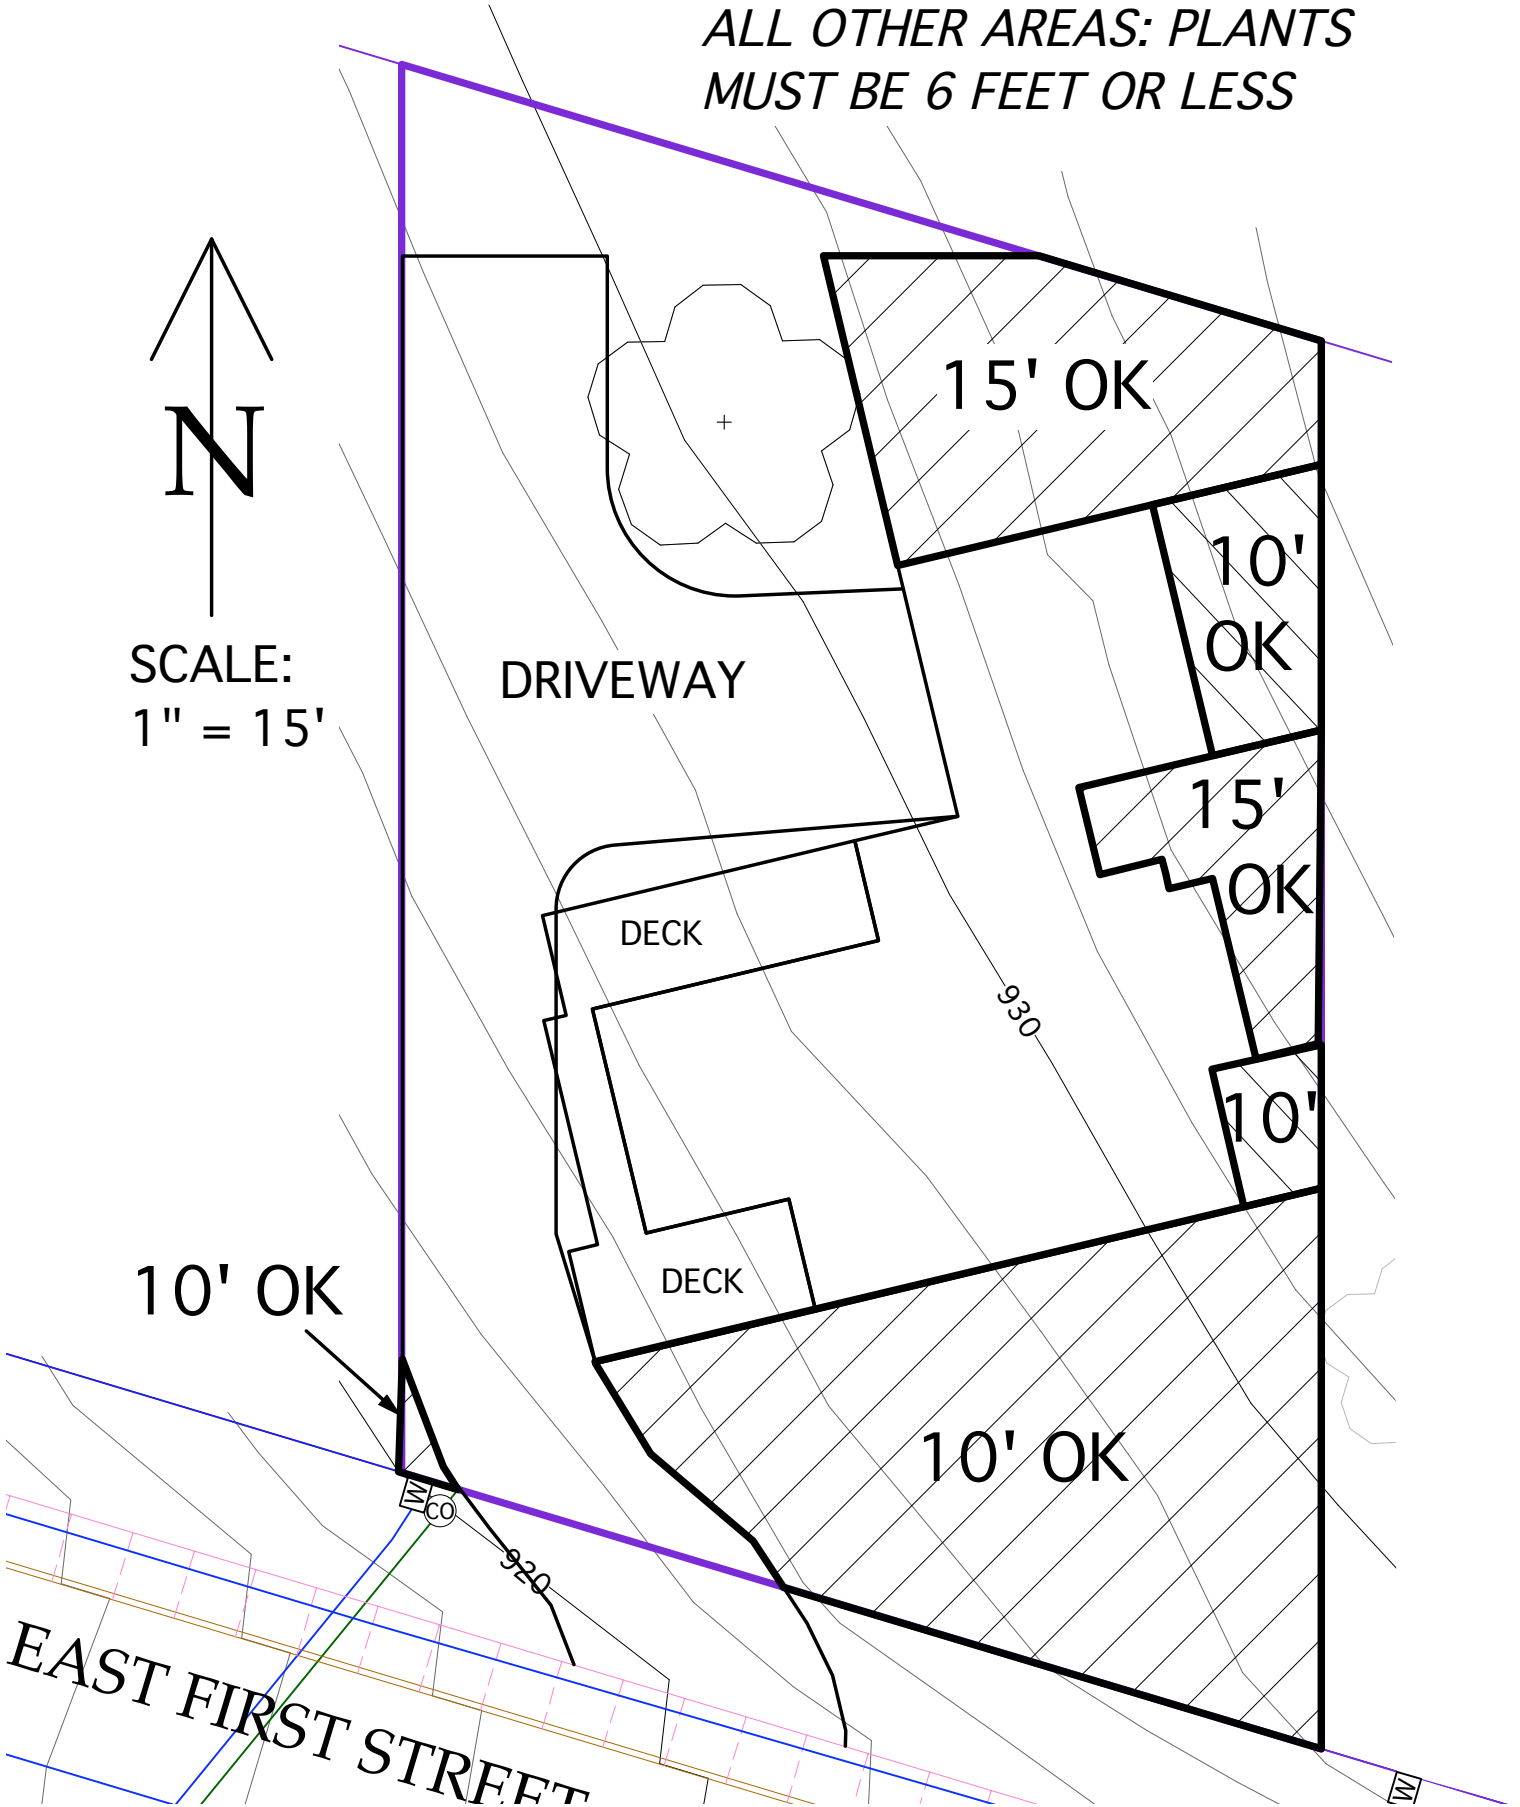 ALL OTHER AREAS: PLANTS
MUST BE 6 FEET OR LESS
15' OK
N
10'
OK
SCALE:
1" = 15'
DRIVEWAY
15'
OK
DECK
930
10'
DECK
10' OK
10' OK
W
CO
920
EAST FIRST STREET
W